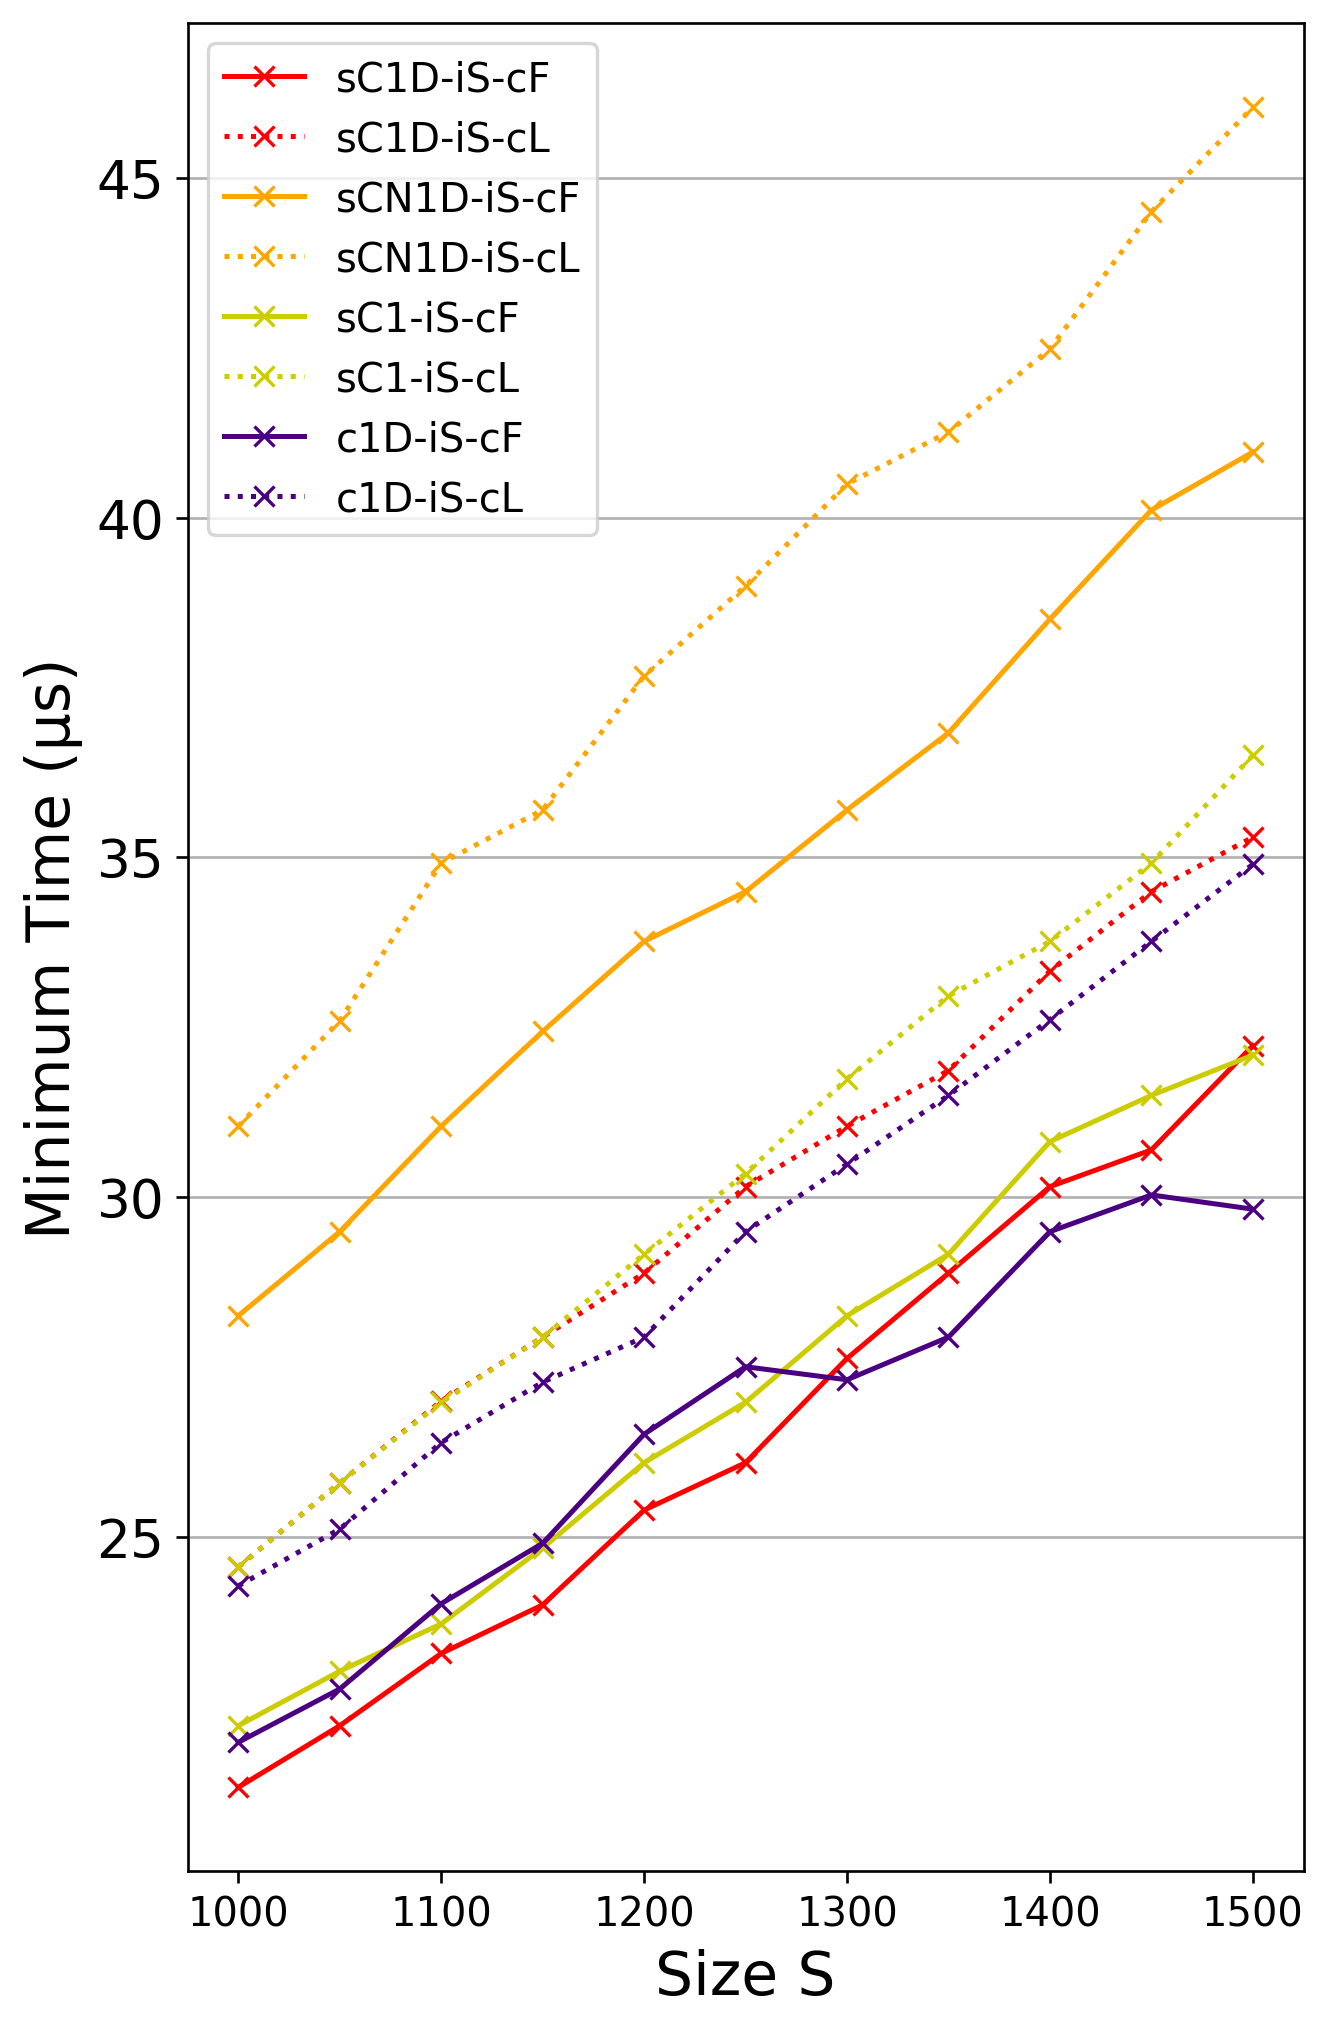 sC1D-iS-cF
sC1D-iS-cL
sCN1D-iS-cF
sCN1D-iS-cL
sC1-iS-cF
sC1-iS-cL
c1D-iS-cF
c1D-iS-cL
45
40
35
30
25
Minimum Time (µs)
1000 1100 1200 1300 1400 1500
Size S